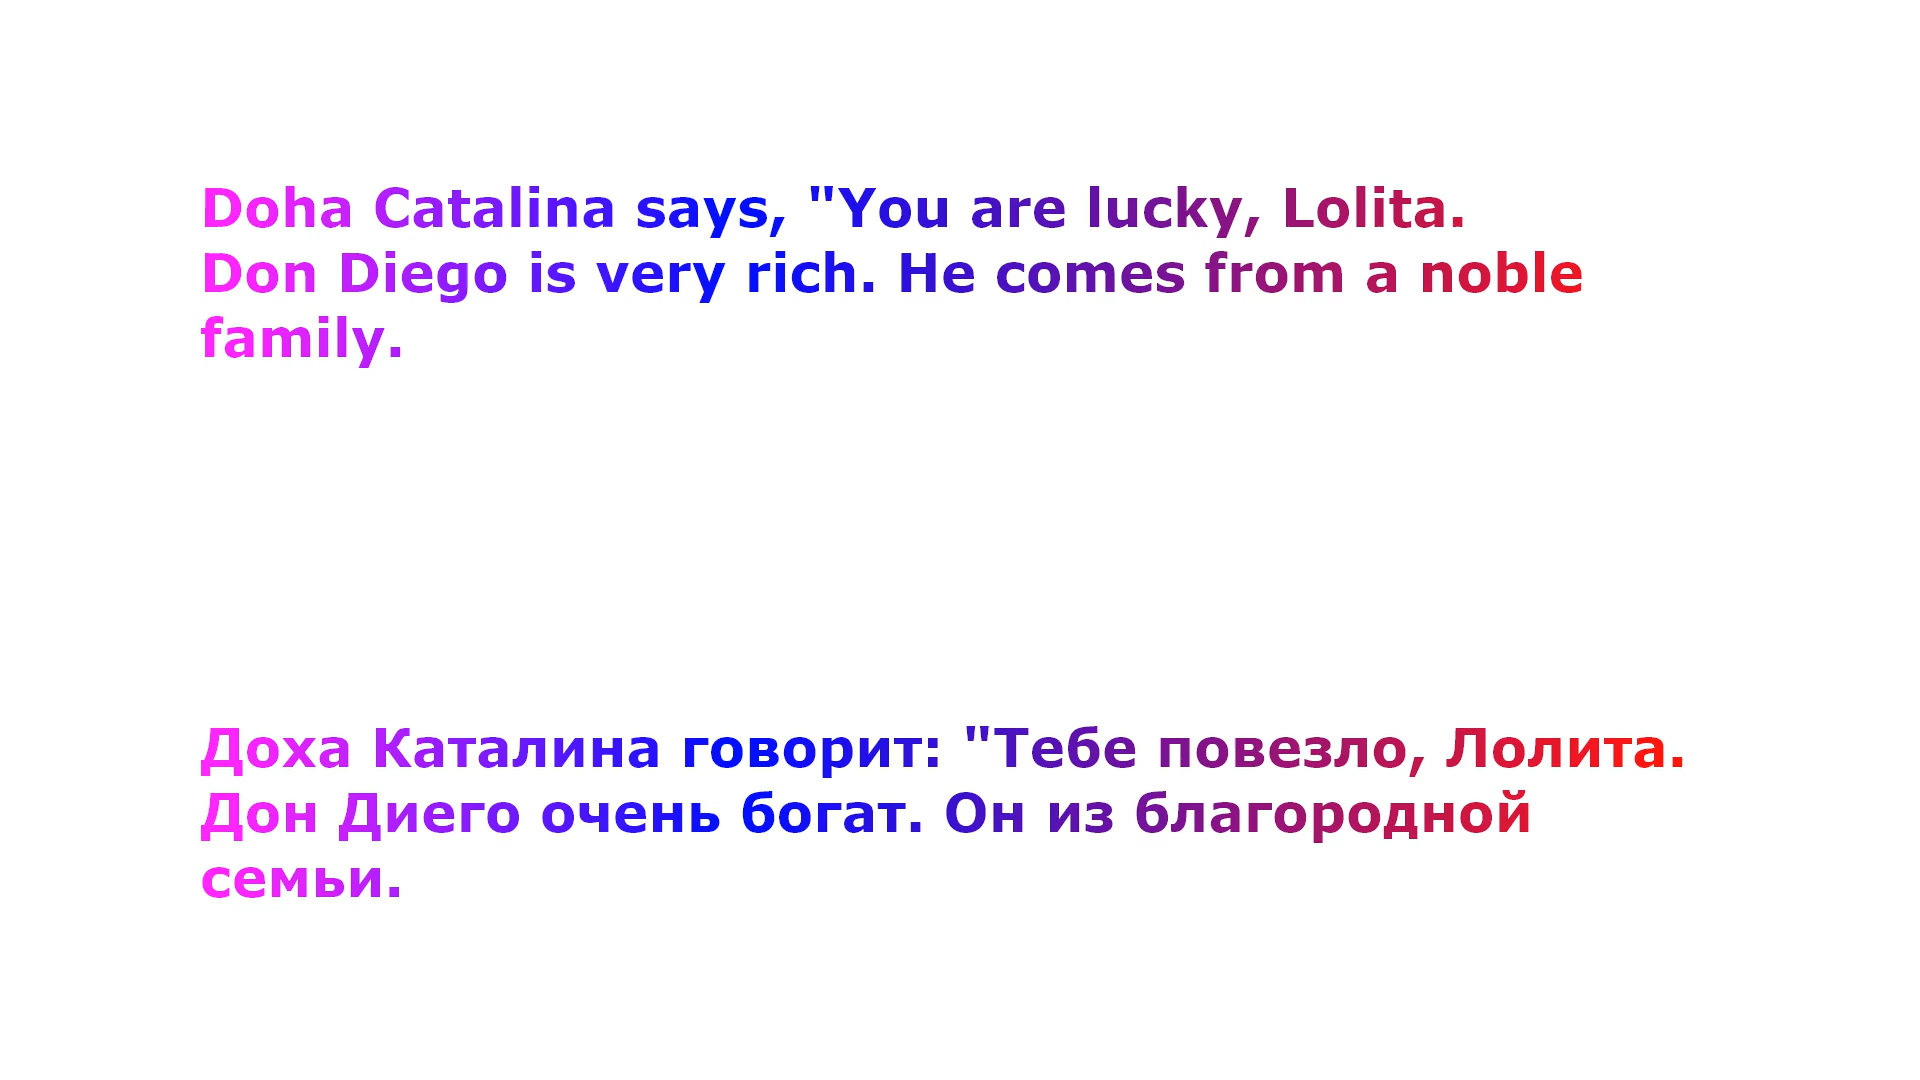 Doha Catalina says, "You are lucky, Lolita.
Don Diego is very rich. He comes from a noble
family.
Доха Каталина говорит: "Тебе повезло, Лолита.
Дон Диего очень богат. Он из благородной
семьи.